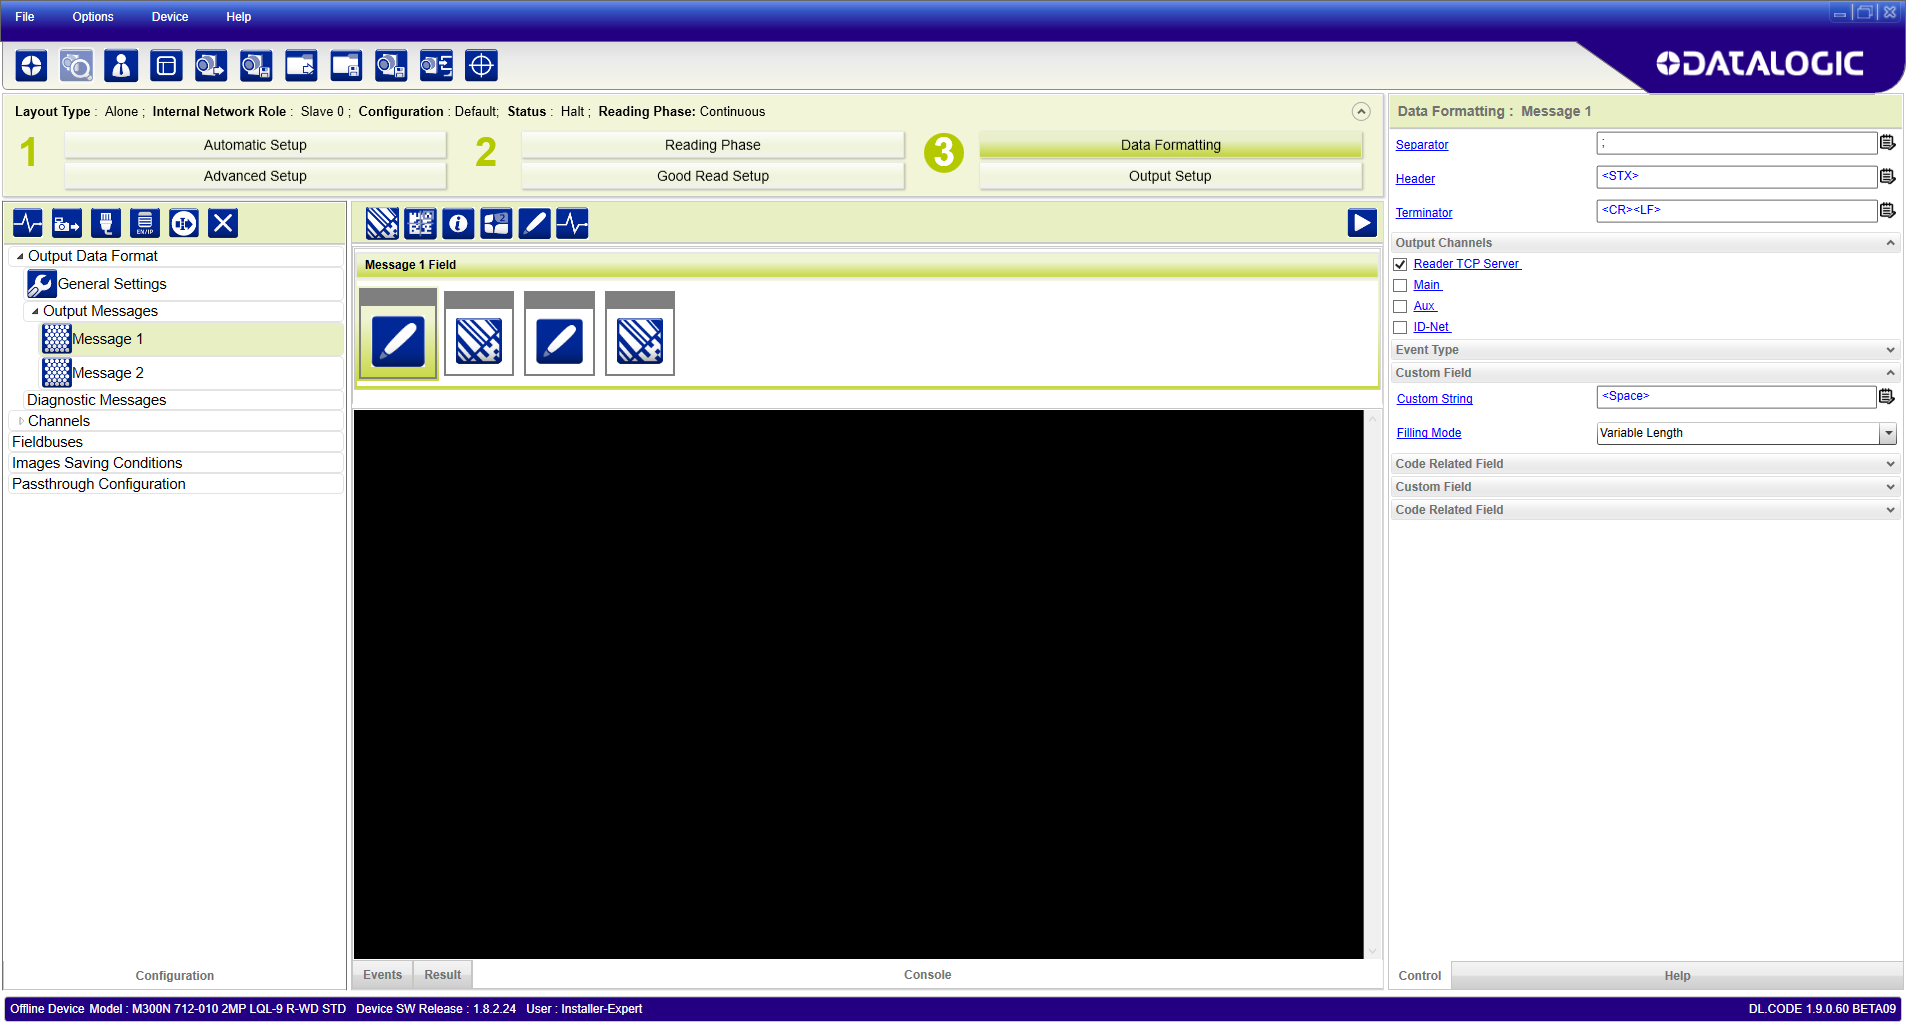 File Options Device Help
DATALOGIC
Layout Type : Alone ; Internal Network Role : Slave 0 ; Configuration : Default; Status : Halt ; Reading Phase: Continuous
1 Automatic Setup 2 Reading Phase 3 Data Formatting
Advanced Setup Good Read Setup Output Setup
EN/IP
Output Data Format
General Settings
Output Messages
Message 1
Message 2
Diagnostic Messages
Channels
Fieldbuses
Images Saving Conditions
Passthrough Configuration
Configuration
Message 1 Field
Events Result Console
Data Formatting : Message 1
Separator ;
Header <STX>
Terminator <CR><LF>
Output Channels
Reader TCP Server
Main
Aux
ID-Net
Event Type
Custom Field
Custom String <Space>
Filling Mode Variable Length
Code Related Field
Custom Field
Code Related Field
Control Help
Offline Device Model : M300N 712-010 2MP LQL-9 R-WD STD Device SW Release : 1.8.2.24 User : Installer-Expert DL.CODE 1.9.0.60 BETA09